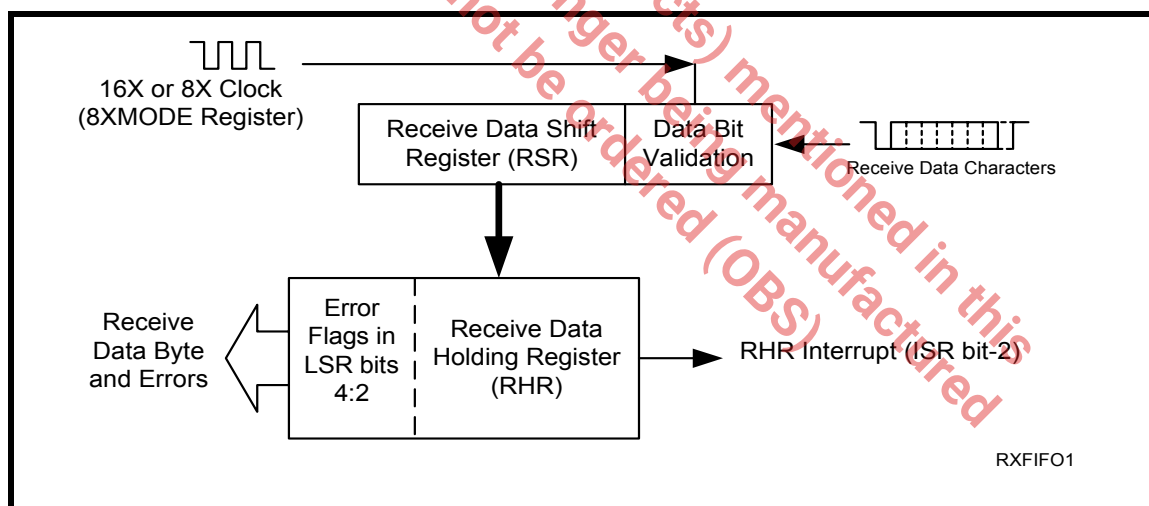 16X or 8X Clock
(8XMODE Register)
Receive Data Shift
Register (RSR)
Data Bit
Validation
Receive Data Characters
Receive
Data Byte
and Errors
Error
Flags in
LSR bits
4:2
Receive Data
Holding Register
(RHR)
RHR Interrupt (ISR bit-2)
RXFIFO1
cts) mentioned in this
nger being manufactured
not be ordered (OBS)